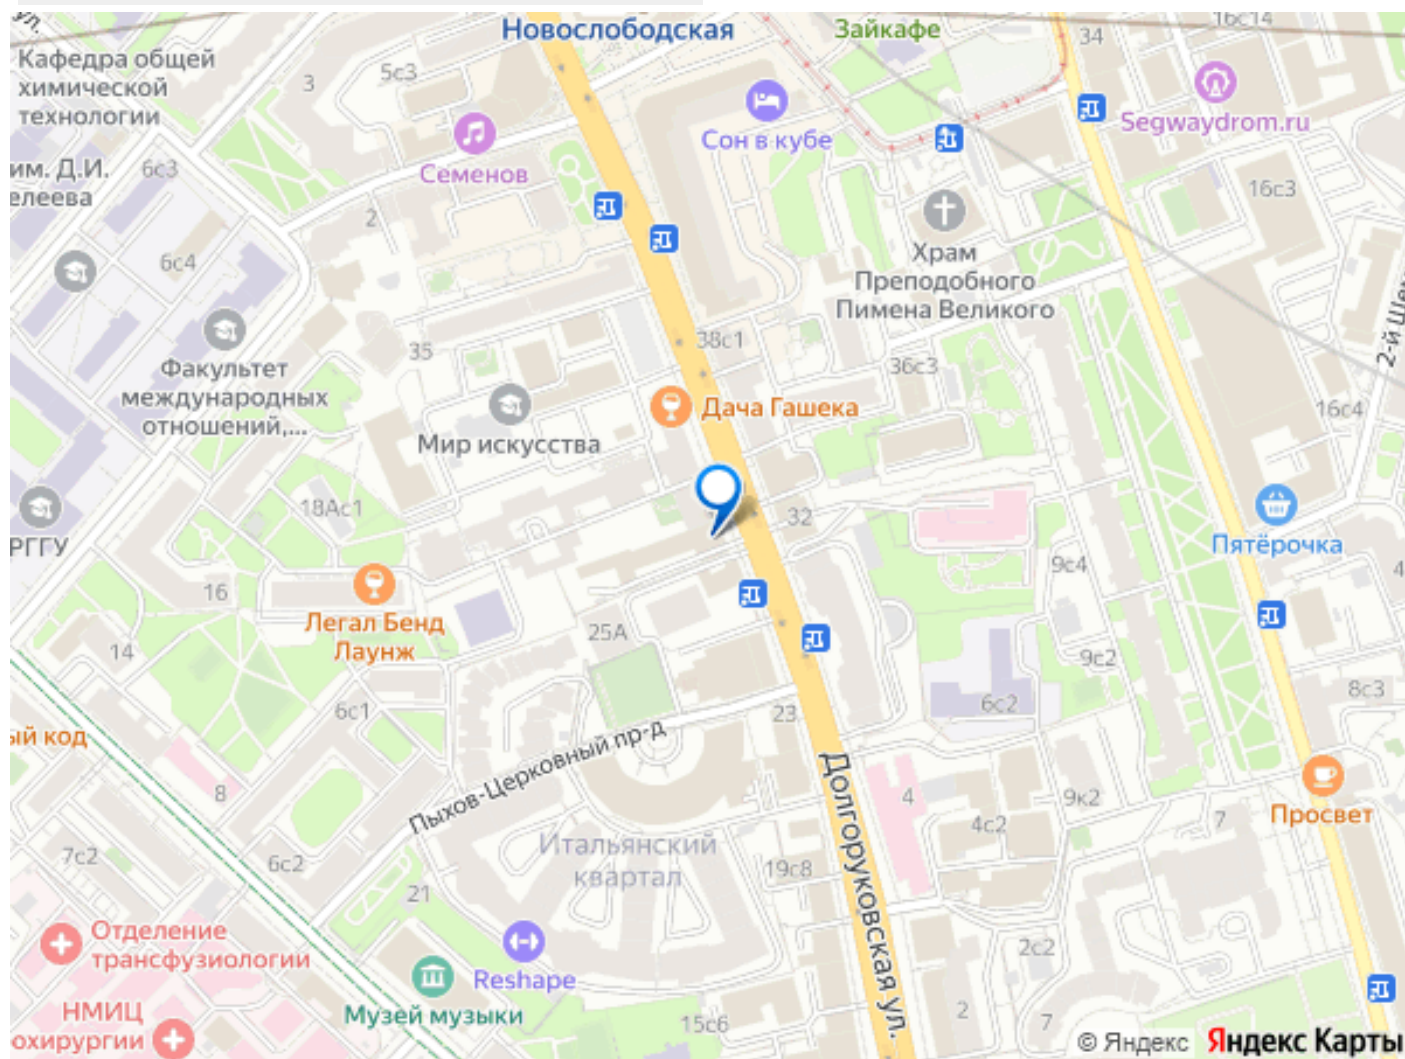 ул.
Новослободская
Зайкафе
16с14
34
Кафедра общей
химической
технологии
им. Д.И.
елеева
3
5с3
Сон в кубе
Segwaydrom.ru
Семенов
6с3
2
16с3
6с4
Храм
Преподобного
Пимена Великого
38с1
35
36с3
Факультет
международных
отношений,...
Дача Гашека
Мир искусства
16с4
18Ас1
32
РГГУ
Пятёрочка
9с4
16
Легал Бенд
Лаунж
25А
14
9с2
8с3
6с1
6с2
23
ый код
Пыхов-Церковный пр-д
Долгоруковская ул.
8
4
9к2
7
Просвет
4с2
7с2
6с2
Итальянский
квартал
19с8
21
Отделение
трансфузиологии
Reshape
2с2
НМИЦ
охирургии
Музей музыки
15с6
2
7
© Яндекс Яндекс Карты